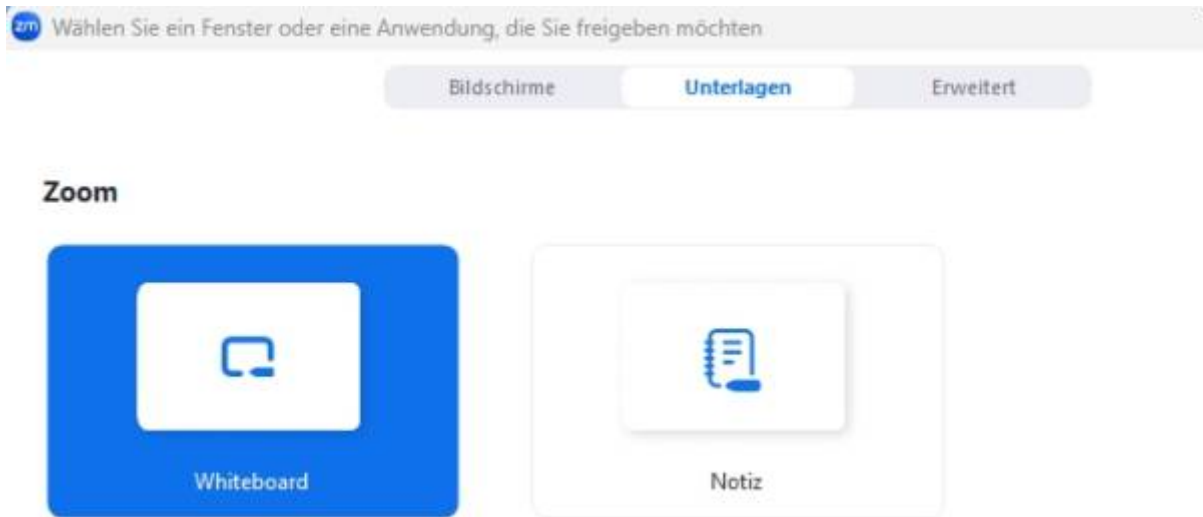 zm Wählen Sie ein Fenster oder eine Anwendung, die Sie freigeben möchten
Bildschirme Unterlagen Erweitert
Zoom
Whiteboard Notiz